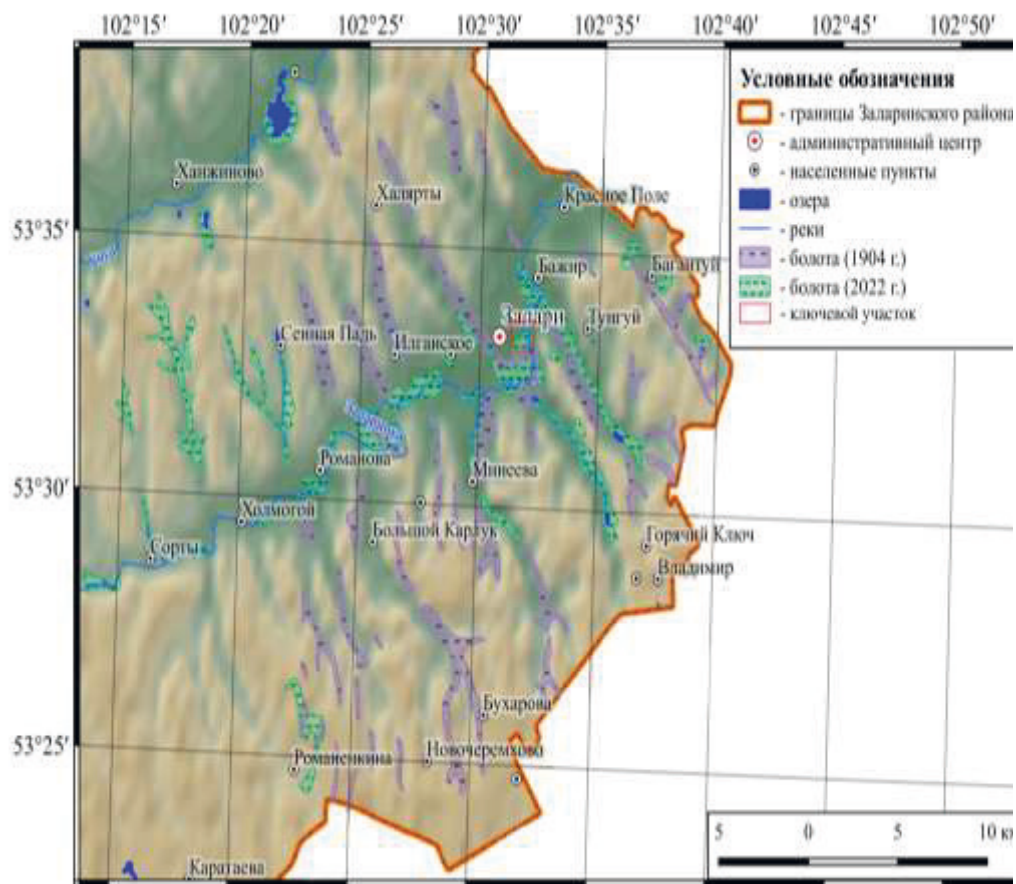 102°15′ 102°20′ 102°25′ 102°30′ 102°35′ 102°40′ 102°45′ 102°50′
Условные обозначения
- границы Заларинского района
- административный центр
- населенные пункты
- озера
- реки
- болота (1904 г.)
- болота (2022 г.)
- ключевой участок
Ханжиново
Халярты
Красное Поле
53°35′
Бажир
Багантуй
Залари
Тунгуй
Сенная Падь
Илганское
Романова
Минеева
53°30′
Холмогой
Большой Карлук
Горячий Ключ
Сорты
Владимир
Бухарова
53°25′
Романенкина
Новочеремхово
Каратаева
5 0 5 10 км